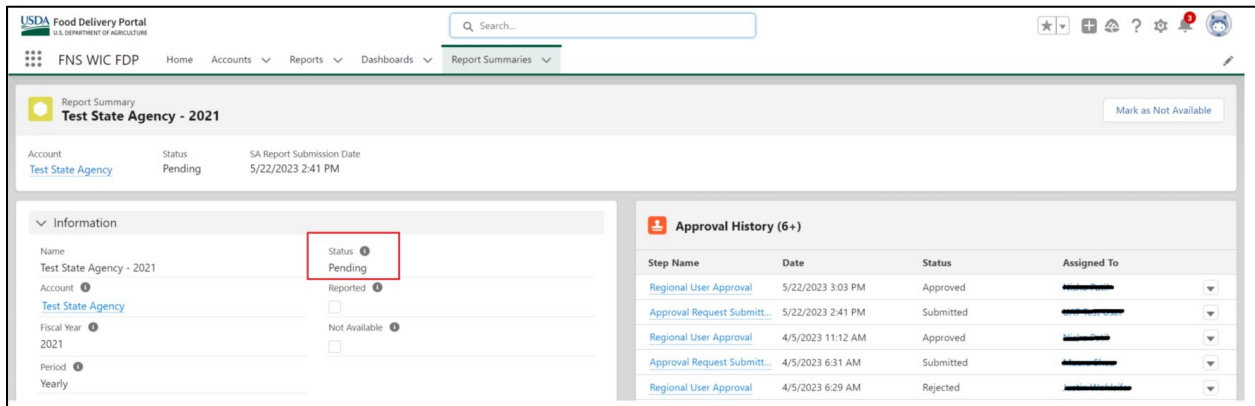 USDA Food Delivery Portal
U.S. DEPARTMENT OF AGRICULTURE
Search...
3
FNS WIC FDP Home Accounts Reports Dashboards Report Summaries
Report Summary
Test State Agency - 2021
Mark as Not Available
Account Status SA Report Submission Date
Test State Agency Pending 5/22/2023 2:41 PM
Information
Name Status
Test State Agency - 2021 Pending
Account Reported
Test State Agency
Fiscal Year Not Available
2021
Period
Yearly
Approval History (6+)
Step Name Date Status Assigned To
Regional User Approval 5/22/2023 3:03 PM Approved
Approval Request Submitt... 5/22/2023 2:41 PM Submitted
Regional User Approval 4/5/2023 11:12 AM Approved
Approval Request Submitt... 4/5/2023 6:31 AM Submitted
Regional User Approval 4/5/2023 6:29 AM Rejected